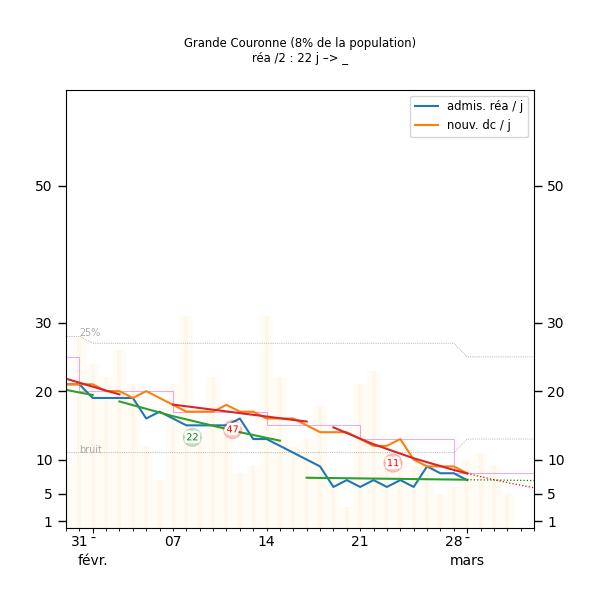 Grande Couronne (8% de la population)
réa /2 : 22 j –> _
admis. réa / j
nouv. dc / j
50 50
30 30
25%
20 20
47
22
11
bruit
10 10
5 5
1 1
31 07 14 21 28
févr. mars